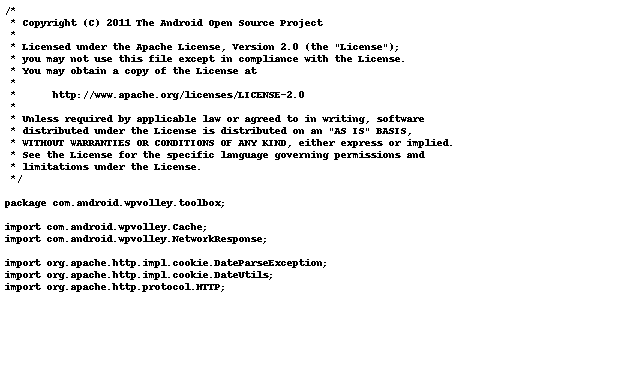 /*
 * Copyright (C) 2011 The Android Open Source Project
 *
 * Licensed under the Apache License, Version 2.0 (the "License");
 * you may not use this file except in compliance with the License.
 * You may obtain a copy of the License at
 *
 *      http://www.apache.org/licenses/LICENSE-2.0
 *
 * Unless required by applicable law or agreed to in writing, software
 * distributed under the License is distributed on an "AS IS" BASIS,
 * WITHOUT WARRANTIES OR CONDITIONS OF ANY KIND, either express or implied.
 * See the License for the specific language governing permissions and
 * limitations under the License.
 */

package com.android.wpvolley.toolbox;

import com.android.wpvolley.Cache;
import com.android.wpvolley.NetworkResponse;

import org.apache.http.impl.cookie.DateParseException;
import org.apache.http.impl.cookie.DateUtils;
import org.apache.http.protocol.HTTP;